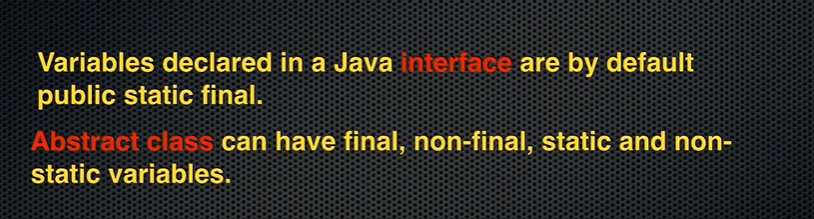 Variables declared in a Java interface are by default
public static final.
Abstract class can have final, non-final, static and non-
static variables.